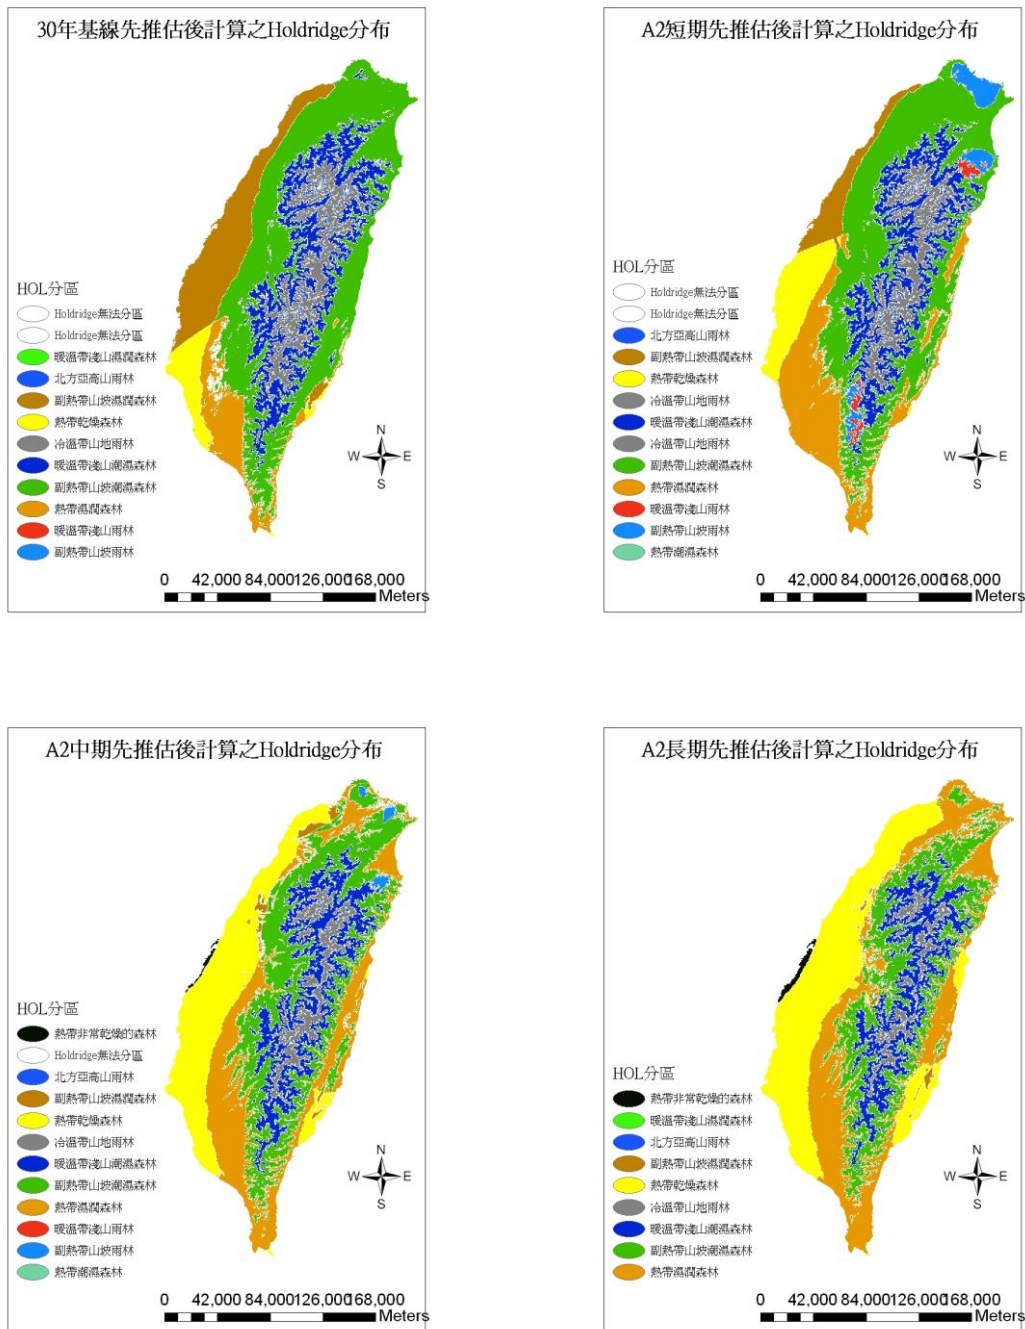 30年基線先推估後計算之Holdridge分布
HOL分區
Holdridge無法分區
Holdridge無法分區
暖溫帶淺山濕潤森林
北方亞高山雨林
副熱帶山坡濕潤森林
熱帶乾燥森林
冷溫帶山地雨林
暖溫帶淺山潮濕森林
副熱帶山坡潮濕森林
熱帶濕潤森林
暖溫帶淺山雨林
副熱帶山坡雨林
N
W E
S
0 42,000 84,000 126,000 168,000
Meters
A2短期先推估後計算之Holdridge分布
HOL分區
Holdridge無法分區
Holdridge無法分區
北方亞高山雨林
副熱帶山坡濕潤森林
熱帶乾燥森林
冷溫帶山地雨林
暖溫帶淺山潮濕森林
冷溫帶山地雨林
副熱帶山坡潮濕森林
熱帶濕潤森林
暖溫帶淺山雨林
副熱帶山坡雨林
熱帶潮濕森林
N
W E
S
0 42,000 84,000 126,000 168,000
Meters
A2中期先推估後計算之Holdridge分布
HOL分區
熱帶非常乾燥的森林
Holdridge無法分區
北方亞高山雨林
副熱帶山坡濕潤森林
熱帶乾燥森林
冷溫帶山地雨林
暖溫帶淺山潮濕森林
副熱帶山坡潮濕森林
熱帶濕潤森林
暖溫帶淺山雨林
副熱帶山坡雨林
熱帶潮濕森林
N
W E
S
0 42,000 84,000 126,000 168,000
Meters
A2長期先推估後計算之Holdridge分布
HOL分區
熱帶非常乾燥的森林
暖溫帶淺山濕潤森林
北方亞高山雨林
副熱帶山坡濕潤森林
熱帶乾燥森林
冷溫帶山地雨林
暖溫帶淺山潮濕森林
副熱帶山坡潮濕森林
熱帶濕潤森林
N
W E
S
0 42,000 84,000 126,000 168,000
Meters